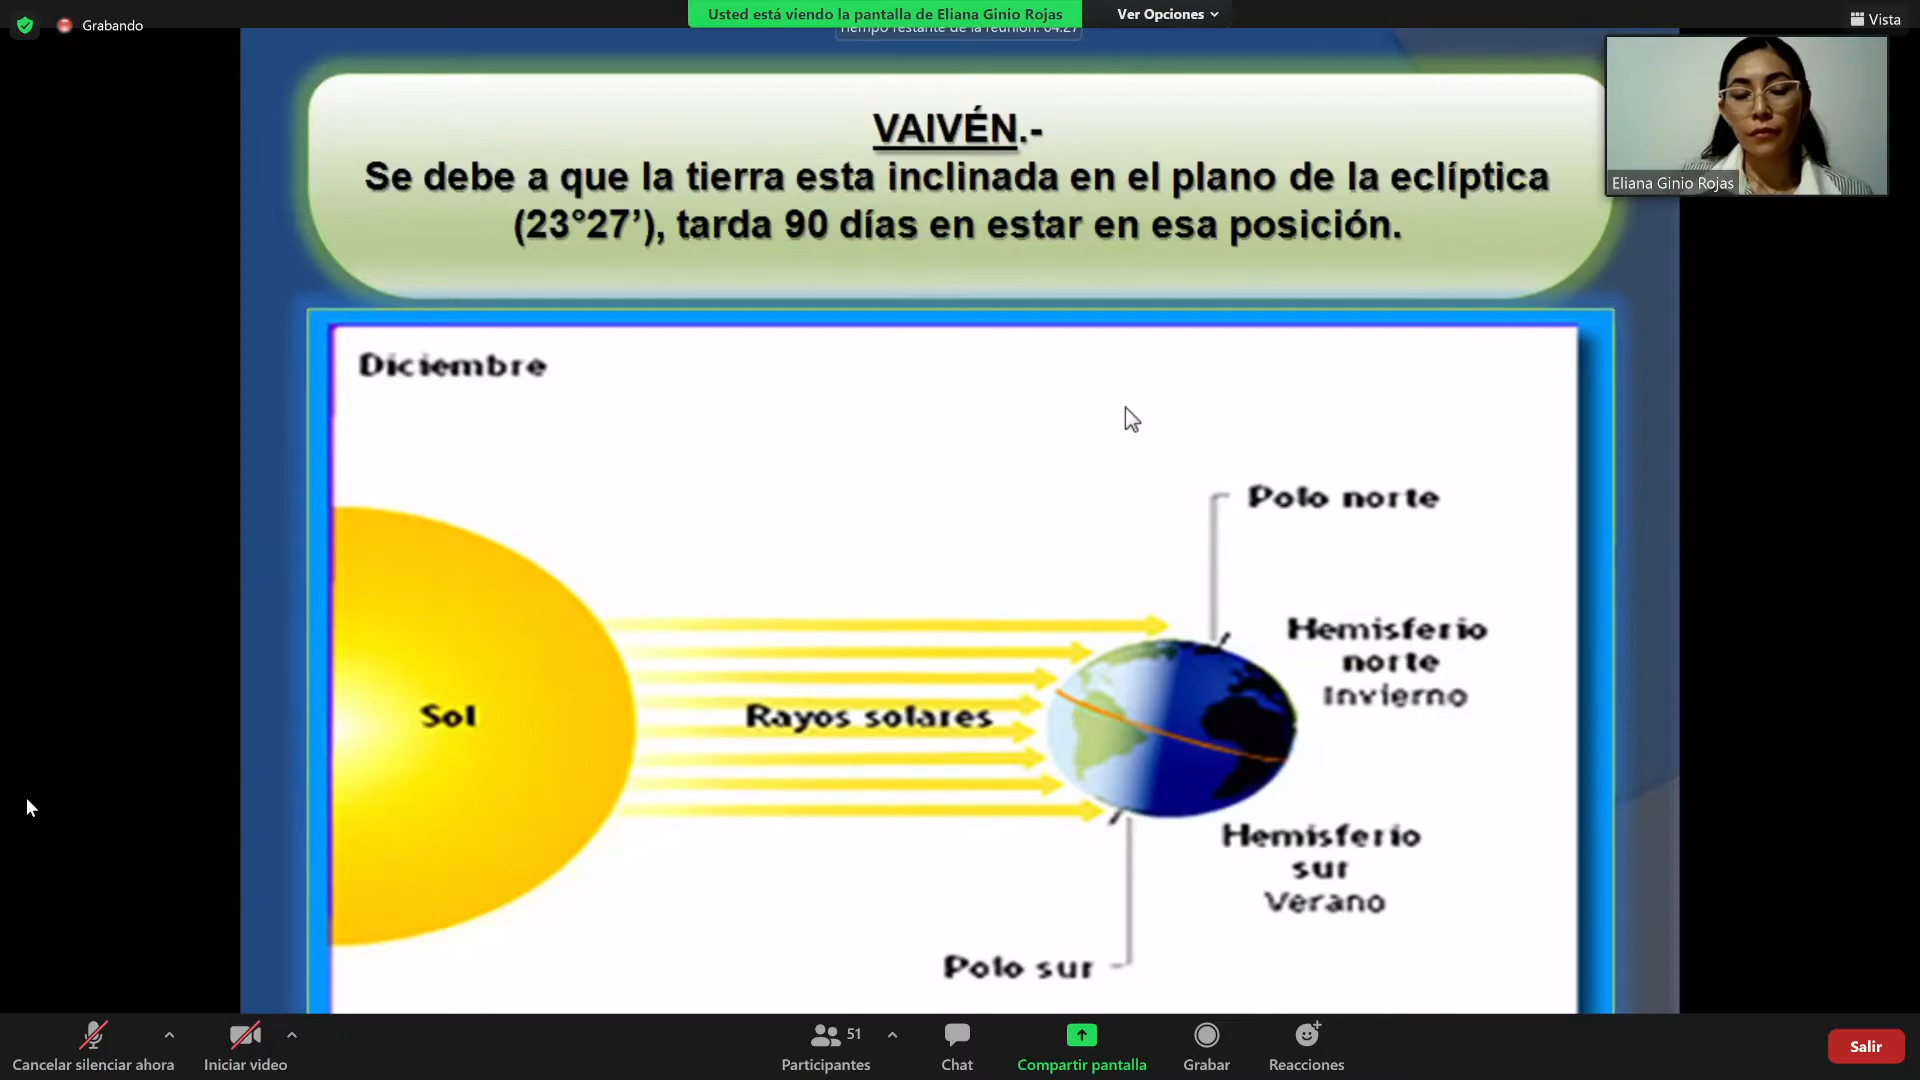 Grabando
Usted está viendo la pantalla de Eliana Ginio Rojas
Ver Opciones
Vista
Tiempo restante de la reunión: 04:27
Eliana Ginio Rojas
VAIVÉN.-
Se debe a que la tierra esta inclinada en el plano de la eclíptica
(23°27’), tarda 90 días en estar en esa posición.
Diciembre
Polo norte
Hemisferio
norte
Invierno
Sol
Rayos solares
Hemisferio
sur
Verano
Polo sur
Cancelar silenciar ahora
Iniciar video
51
Participantes
Chat
Compartir pantalla
Grabar
Reacciones
Salir